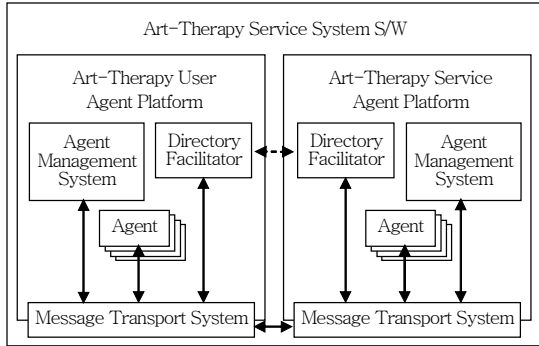 Art-Therapy Service System S/W
Art-Therapy User
Agent Platform
Agent
Management
System
Directory
Facilitator
Agent
Message Transport System
Art-Therapy Service
Agent Platform
Directory
Facilitator
Agent
Management
System
Agent
Message Transport System